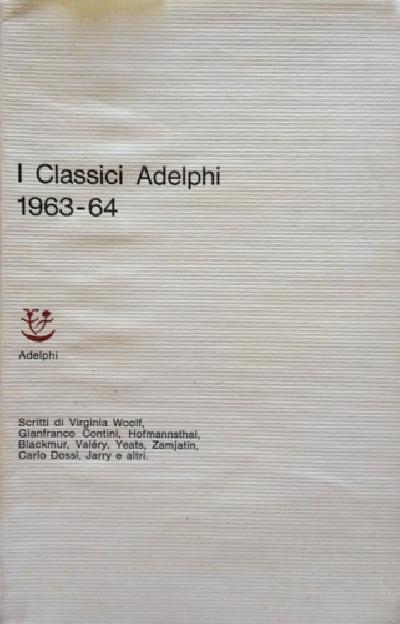 I Classici Adelphi
1963-64
Adelphi
Scritti di Virginia Woolf,
Gianfranco Contini, Hofmannsthal,
Blackmur, Valéry, Yeats, Zamjatin,
Carlo Dossi, Jarry e altri.